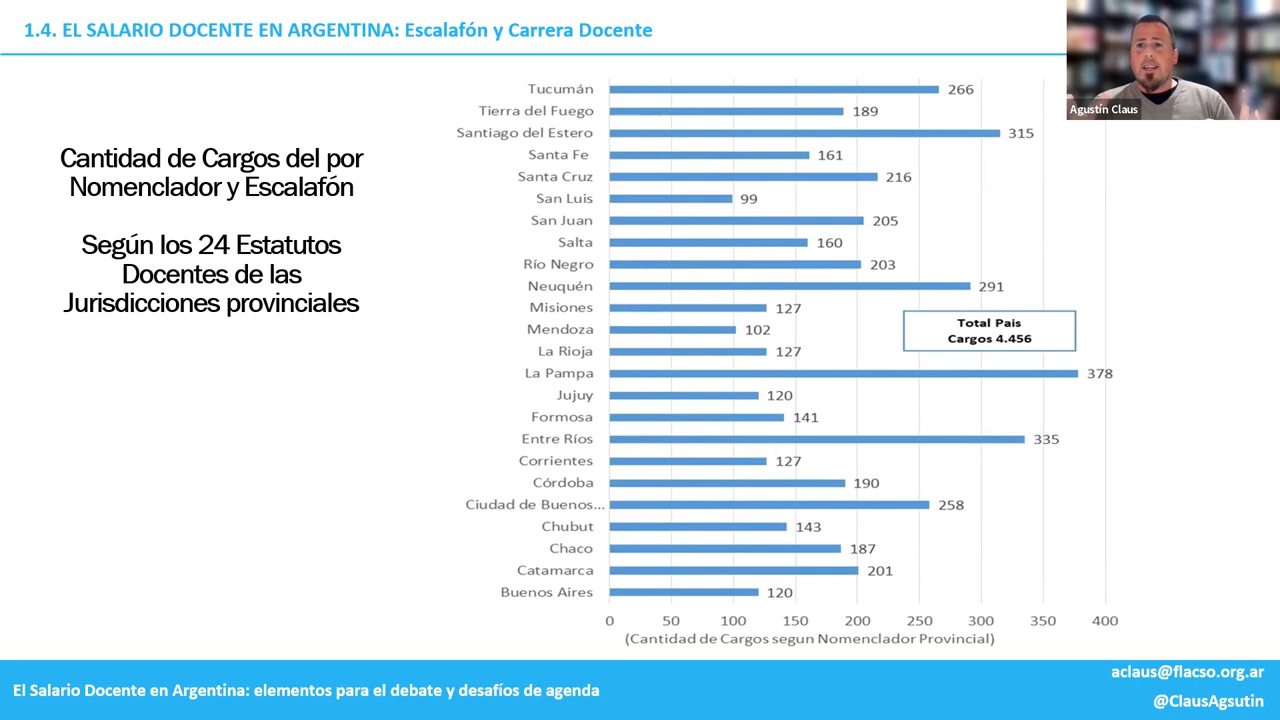 1.4. EL SALARIO DOCENTE EN ARGENTINA: Escalafón y Carrera Docente
Agustín Claus
Cantidad de Cargos del por
Nomenclador y Escalafón
Según los 24 Estatutos
Docentes de las
Jurisdicciones provinciales
Tucumán 266
Tierra del Fuego 189
Santiago del Estero 315
Santa Fe 161
Santa Cruz 216
San Luis 99
San Juan 205
Salta 160
Río Negro 203
Neuquén 291
Misiones 127
Mendoza 102
La Rioja 127
La Pampa 378
Jujuy 120
Formosa 141
Entre Ríos 335
Corrientes 127
Córdoba 190
Ciudad de Buenos... 258
Chubut 143
Chaco 187
Catamarca 201
Buenos Aires 120
Total Pais
Cargos 4.456
0 50 100 150 200 250 300 350 400
(Cantidad de Cargos segun Nomenclador Provincial)
El Salario Docente en Argentina: elementos para el debate y desafíos de agenda
aclaus@flacso.org.ar
@ClausAgsutin